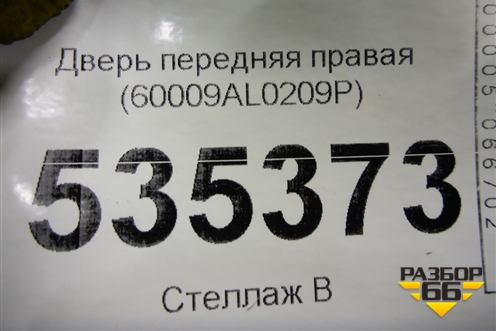 Дверь передняя правая
(60009AL0209P)
535373
Стеллаж В
РАЗБОР
66